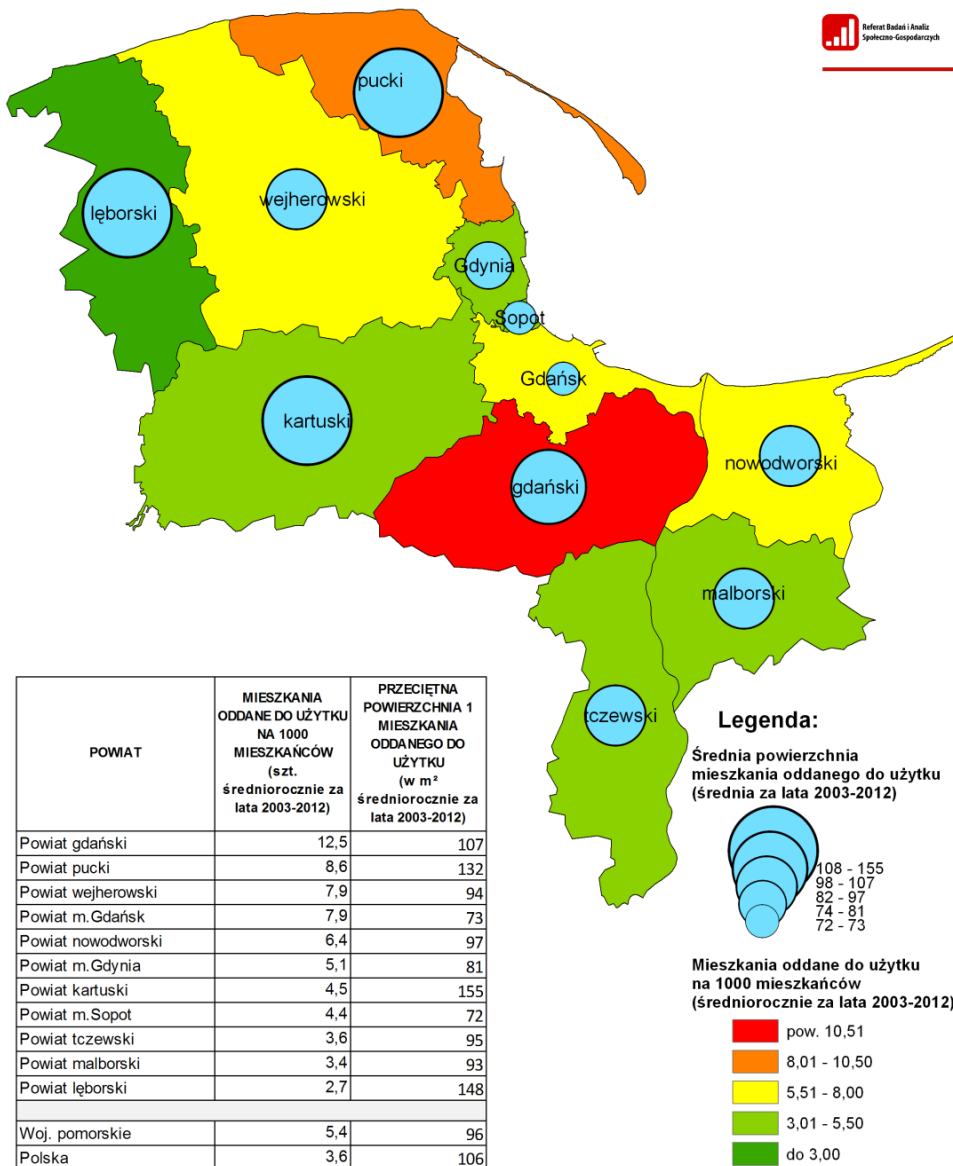 Referat Badań i Analiz
Społeczno-Gospodarczych
pucki
lęborski
wejherowski
Gdynia
Sopot
Gdańsk
kartuski
nowodworski
gdański
malborski
tczewski
POWIAT
MIESZKANIA
ODDANE DO UŻYTKU
NA 1000
MIESZKAŃCÓW
(szt.
średniorocznie za
lata 2003-2012)
PRZECIĘTNA
POWIERZCHNIA 1
MIESZKANIA
ODDANEGO DO
UŻYTKU
(w m²
średniorocznie za
lata 2003-2012)
Powiat gdański 12,5 107
Powiat pucki 8,6 132
Powiat wejherowski 7,9 94
Powiat m.Gdańsk 7,9 73
Powiat nowodworski 6,4 97
Powiat m.Gdynia 5,1 81
Powiat kartuski 4,5 155
Powiat m.Sopot 4,4 72
Powiat tczewski 3,6 95
Powiat malborski 3,4 93
Powiat lęborski 2,7 148
Woj. pomorskie 5,4 96
Polska 3,6 106
Legenda:
Średnia powierzchnia
mieszkania oddanego do użytku
(średnia za lata 2003-2012)
108 - 155
98 - 107
82 - 97
74 - 81
72 - 73
Mieszkania oddane do użytku
na 1000 mieszkańców
(średniorocznie za lata 2003-2012)
pow. 10,51
8,01 - 10,50
5,51 - 8,00
3,01 - 5,50
do 3,00